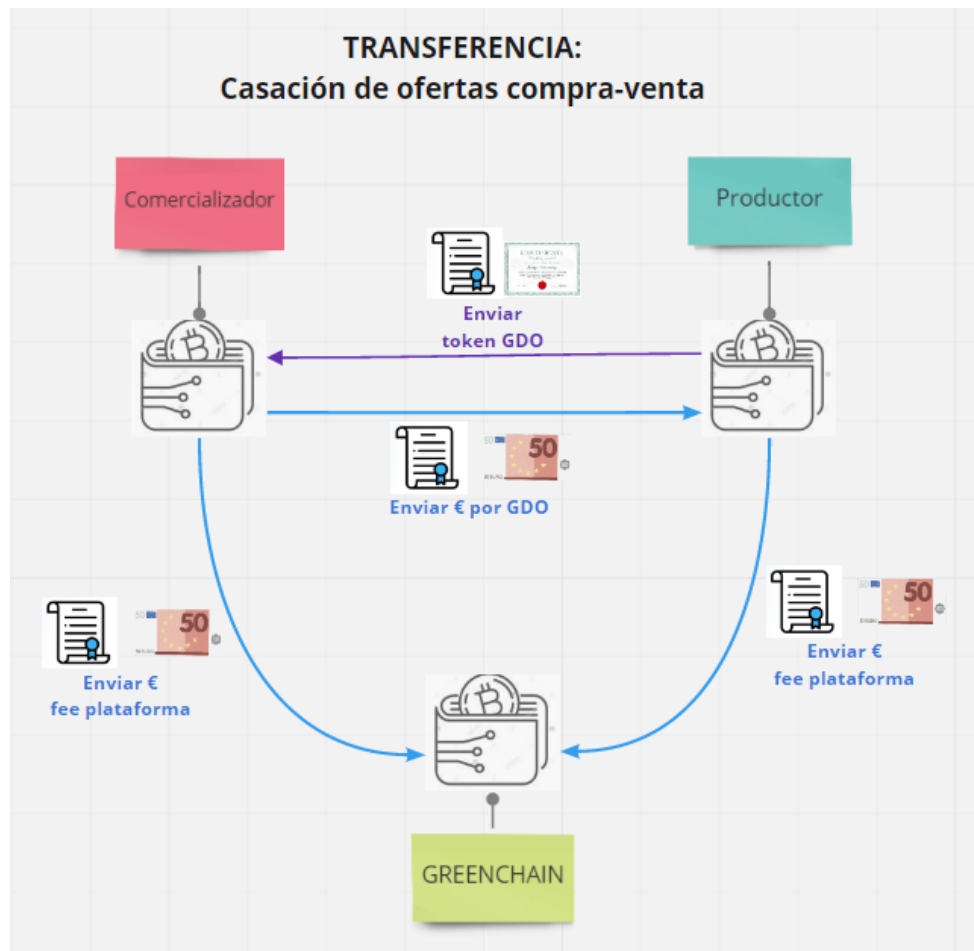 TRANSFERENCIA:
Casación de ofertas compra-venta
Comercializador
Productor
Enviar
token GDO
50
Enviar € por GDO
50
Enviar €
fee plataforma
50
Enviar €
fee plataforma
GREENCHAIN